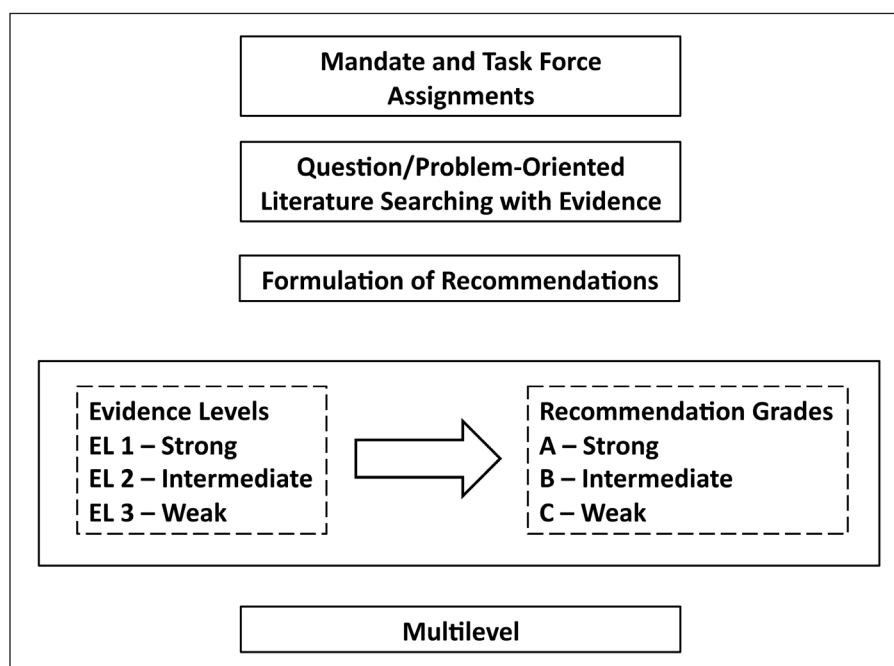 Mandate and Task Force
Assignments
Question/Problem-Oriented
Literature Searching with Evidence
Formulation of Recommendations
Evidence Levels
EL 1 – Strong
EL 2 – Intermediate
EL 3 – Weak
Recommendation Grades
A – Strong
B – Intermediate
C – Weak
Multilevel